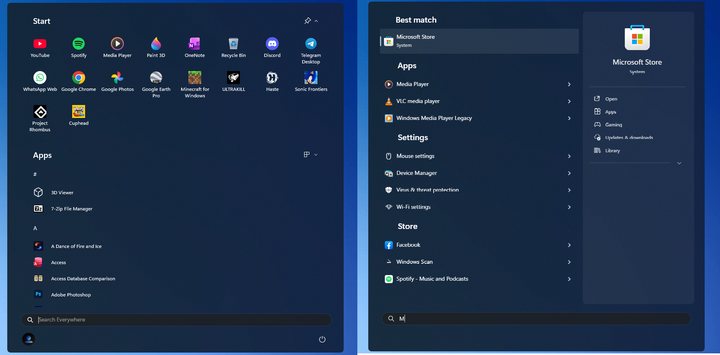 Start
YouTube
Spotify
Media Player
Paint 3D
OneNote
Recycle Bin
Discord
Telegram
Desktop
WhatsApp Web
Google Chrome
Google Photos
Google Earth
Pro
Minecraft for
Windows
ULTRAKILL
Haste
Sonic Frontiers
Project
Rhombus
Cuphead
Apps
#
3D Viewer
7-Zip File Manager
A
A Dance of Fire and Ice
Access
Access Database Comparison
Adobe Photoshop
Search Everywhere
Best match
Microsoft Store
System
Apps
Media Player
VLC media player
Windows Media Player Legacy
Settings
Mouse settings
Device Manager
Virus & threat protection
Wi-Fi settings
Store
Facebook
Windows Scan
Spotify - Music and Podcasts
M
Microsoft Store
System
Open
Apps
Gaming
Updates & downloads
Library